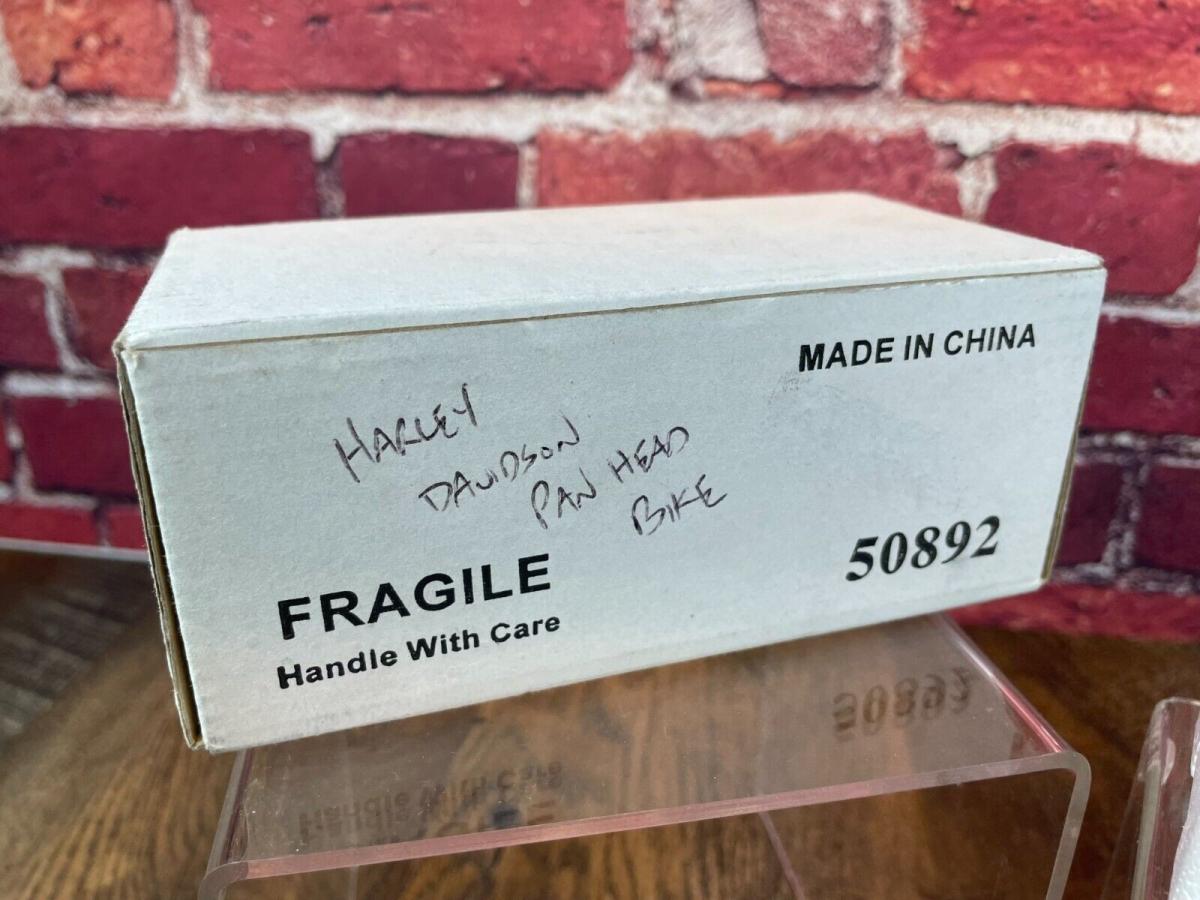 MADE IN CHINA
HARLEY
DAVIDSON
PAN HEAD
BIKE
FRAGILE
Handle With Care
50892